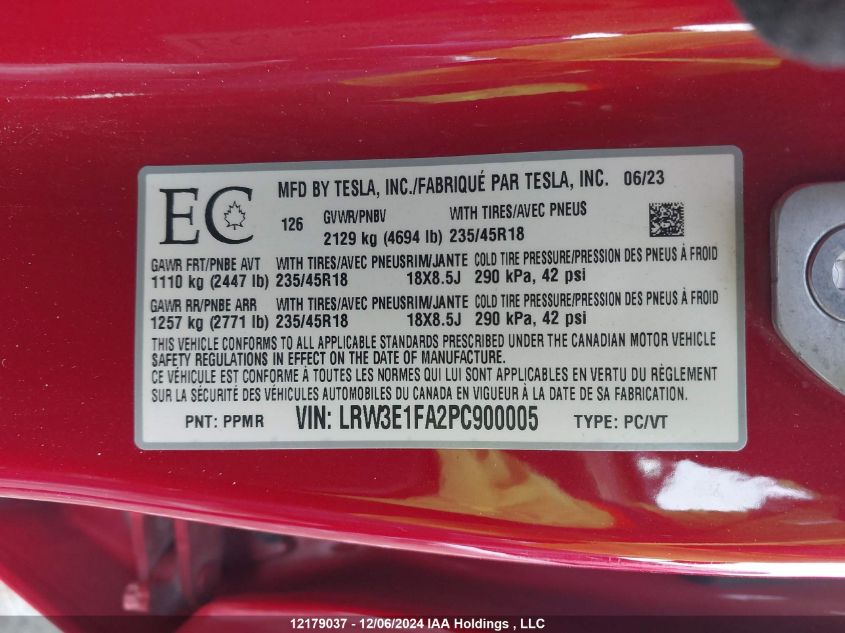 EC
MFD BY TESLA, INC./FABRIQUÉ PAR TESLA, INC. 06/23
126 GVWR/PNBV WITH TIRES/AVEC PNEUS
2129 kg (4694 lb) 235/45R18
GAWR FRT/PNBE AVT WITH TIRES/AVEC PNEUS RIM/JANTE COLD TIRE PRESSURE/PRESSION DES PNEUS À FROID
1110 kg (2447 lb) 235/45R18 18X8.5J 290 kPa, 42 psi
GAWR RR/PNBE ARR WITH TIRES/AVEC PNEUS RIM/JANTE COLD TIRE PRESSURE/PRESSION DES PNEUS À FROID
1257 kg (2771 lb) 235/45R18 18X8.5J 290 kPa, 42 psi
THIS VEHICLE CONFORMS TO ALL APPLICABLE STANDARDS PRESCRIBED UNDER THE CANADIAN MOTOR VEHICLE
SAFETY REGULATIONS IN EFFECT ON THE DATE OF MANUFACTURE.
CE VÉHICULE EST CONFORME À TOUTES LES NORMES QUI LUI SONT APPLICABLES EN VERTU DU RÈGLEMENT
SUR LA SÉCURITÉ DES VÉHICULES AUTOMOBILES DU CANADA EN VIGUEUR À LA DATE DE SA FABRICATION.
PNT: PPMR VIN: LRW3E1FA2PC900005 TYPE: PC/VT
12179037 - 12/06/2024 IAA Holdings , LLC